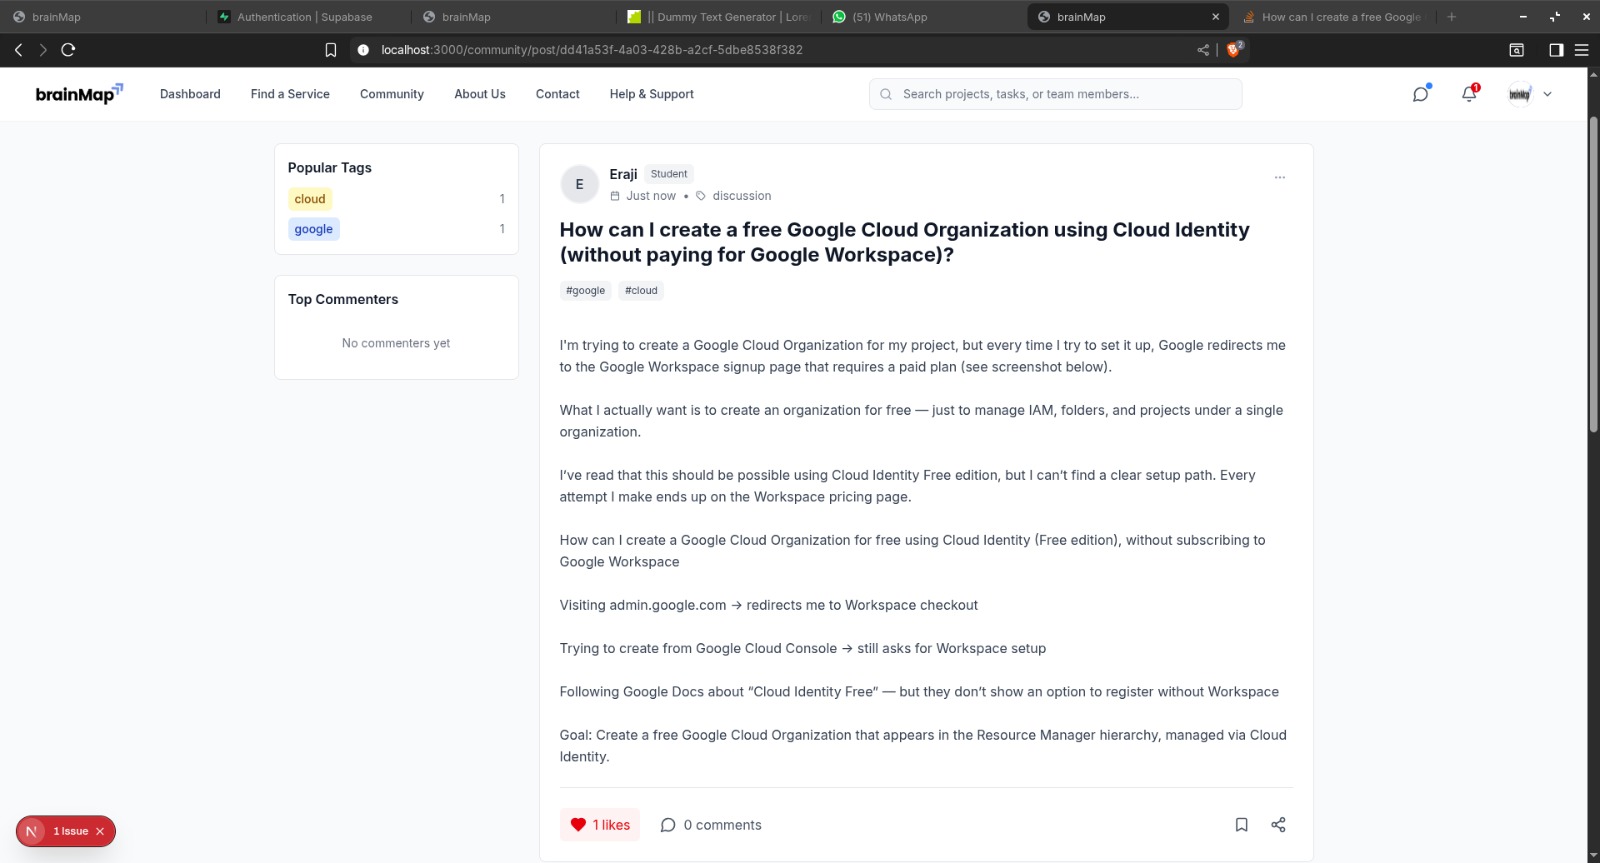 brainMap
Authentication | Supabase
brainMap
|| Dummy Text Generator | Lore
(51) WhatsApp
brainMap
How can I create a free Google
localhost:3000/community/post/dd41a53f-4a03-428b-a2cf-5dbe8538f382
2
brainMap
Dashboard
Find a Service
Community
About Us
Contact
Help & Support
Search projects, tasks, or team members...
1
brainMap
Popular Tags
cloud 1
google 1
Top Commenters
No commenters yet
E
Eraji Student
Just now • discussion
...
How can I create a free Google Cloud Organization using Cloud Identity
(without paying for Google Workspace)?
#google #cloud
I'm trying to create a Google Cloud Organization for my project, but every time I try to set it up, Google redirects me
to the Google Workspace signup page that requires a paid plan (see screenshot below).
What I actually want is to create an organization for free — just to manage IAM, folders, and projects under a single
organization.
I’ve read that this should be possible using Cloud Identity Free edition, but I can’t find a clear setup path. Every
attempt I make ends up on the Workspace pricing page.
How can I create a Google Cloud Organization for free using Cloud Identity (Free edition), without subscribing to
Google Workspace
Visiting admin.google.com → redirects me to Workspace checkout
Trying to create from Google Cloud Console → still asks for Workspace setup
Following Google Docs about “Cloud Identity Free” — but they don’t show an option to register without Workspace
Goal: Create a free Google Cloud Organization that appears in the Resource Manager hierarchy, managed via Cloud
Identity.
1 likes
0 comments
N 1 Issue